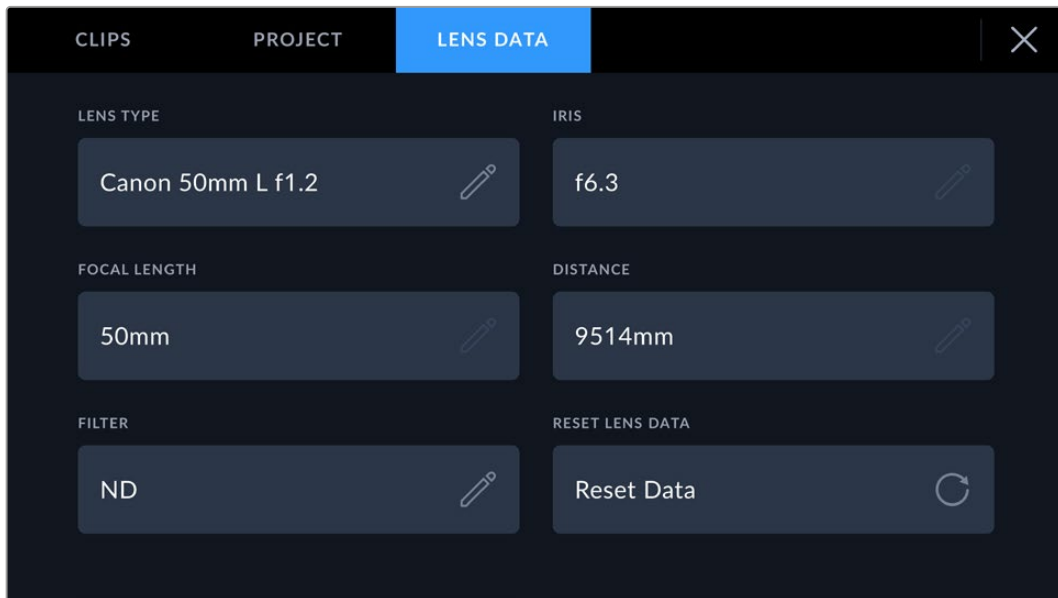 CLIPS PROJECT LENS DATA
LENS TYPE IRIS
Canon 50mm L f1.2 f6.3
FOCAL LENGTH DISTANCE
50mm 9514mm
FILTER RESET LENS DATA
ND Reset Data